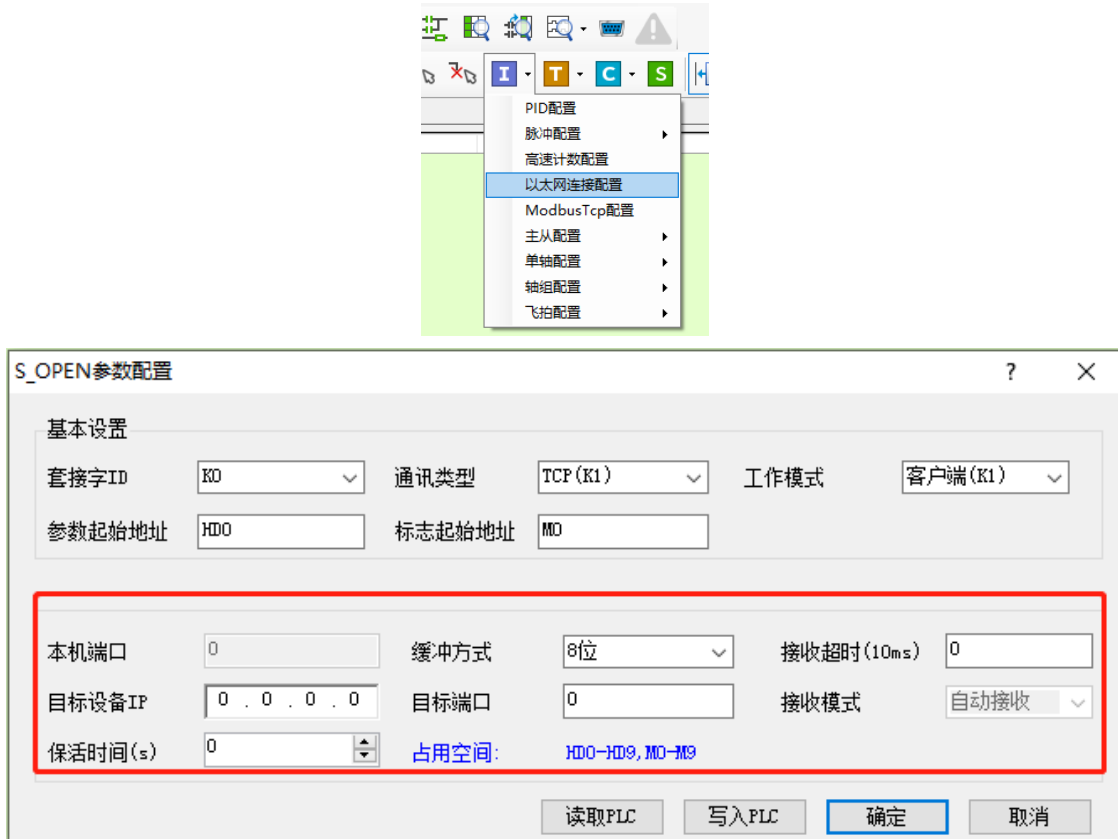 I T C S
PID配置
脉冲配置
高速计数配置
以太网连接配置
ModbusTcp配置
主从配置
单轴配置
轴组配置
飞拍配置
S_OPEN参数配置 ?
基本设置
套接字ID K0 通讯类型 TCP(K1) 工作模式 客户端(K1)
参数起始地址 HD0 标志起始地址 M0
本机端口 0 缓冲方式 8位 接收超时(10ms) 0
目标设备IP 0 . 0 . 0 . 0 目标端口 0 接收模式 自动接收
保活时间(s) 0 占用空间: HD0-HD9,M0-M9
读取PLC 写入PLC 确定 取消